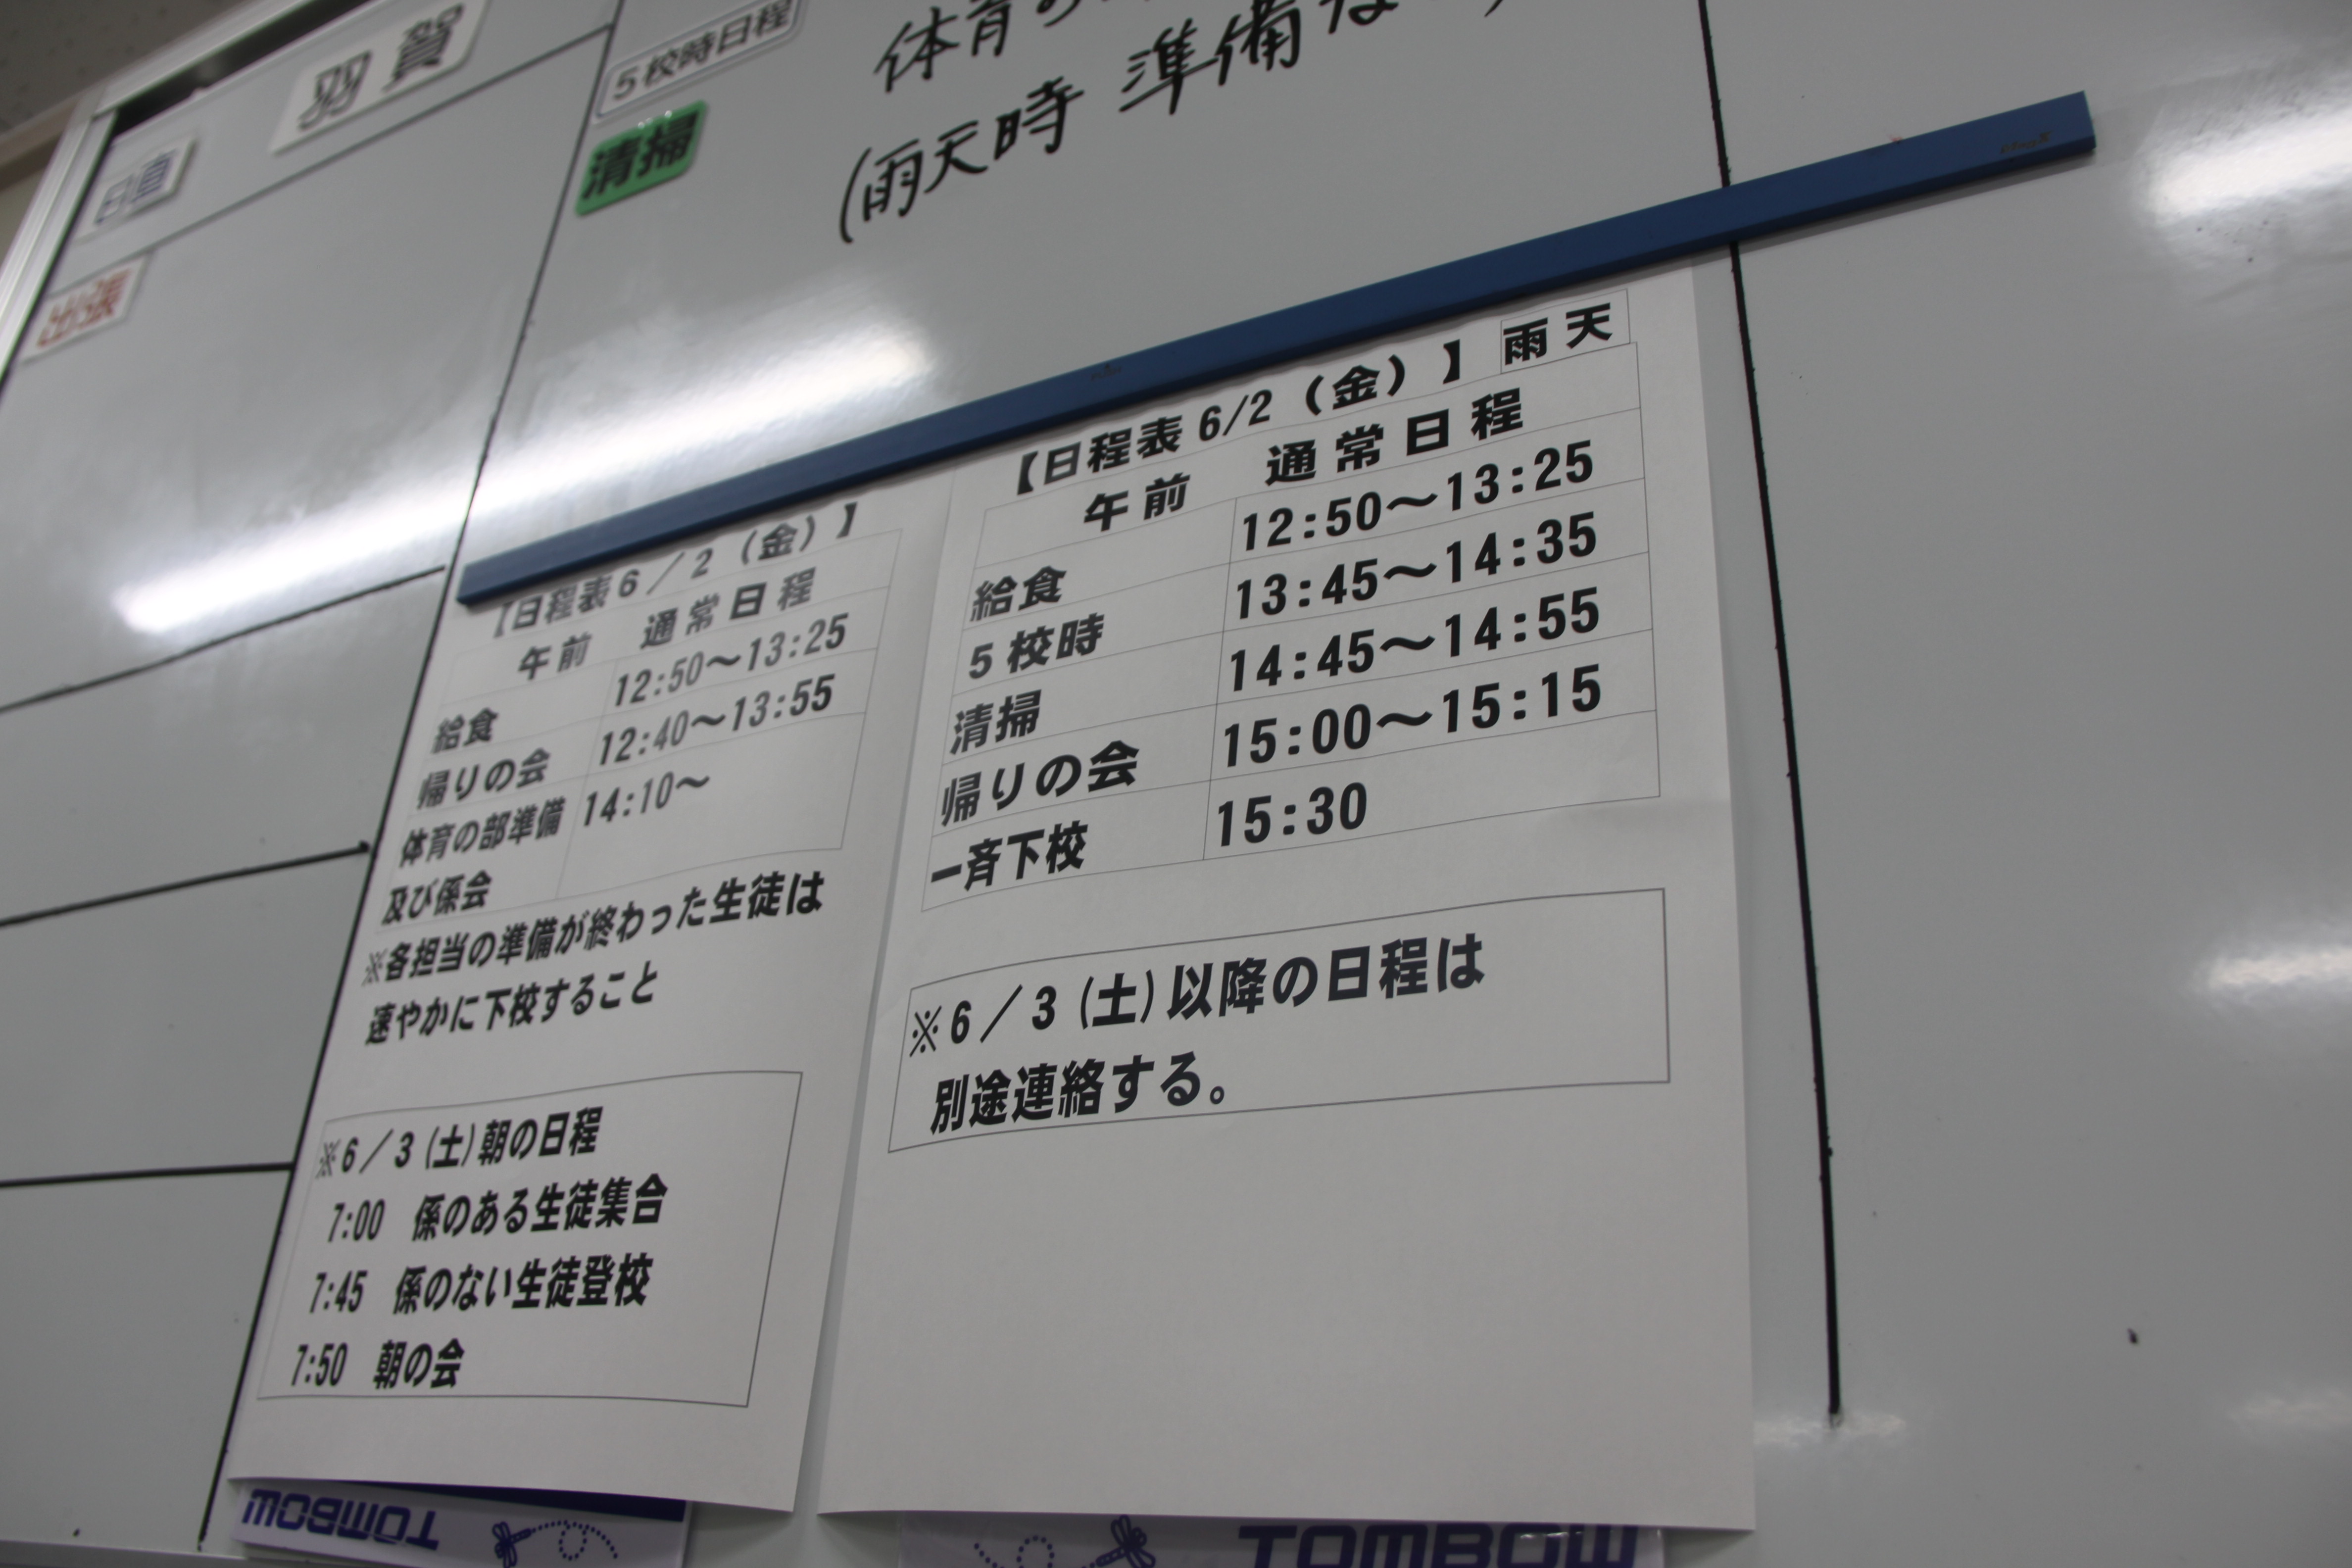 羽賀
日直
出張
5校時日程
清掃
体育の
(雨天時 準備な
【日程表6/2（金）】
午前 通常日程
給食 12:50～13:25
帰りの会 12:40～13:55
体育の部準備 14:10～
及び係会
※各担当の準備が終わった生徒は
速やかに下校すること
※6/3(土)朝の日程
7:00 係のある生徒集合
7:45 係のない生徒登校
7:50 朝の会
TOMBOW
【日程表6/2（金）】雨天
午前 通常日程
給食 12:50～13:25
5校時 13:45～14:35
清掃 14:45～14:55
帰りの会 15:00～15:15
一斉下校 15:30
※6/3(土)以降の日程は
別途連絡する。
TOMBOW